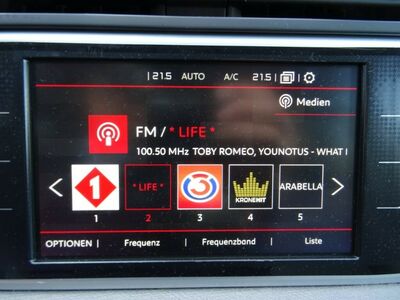 21.5 AUTO A/C 21.5
Medien
FM / * LIFE *
100.50 MHz TOBY ROMEO, YOUNOTUS - WHAT I
1 * LIFE * 3 KRONEHIT ARABELLA
1 2 3 4 5
OPTIONEN Frequenz Frequenzband Liste